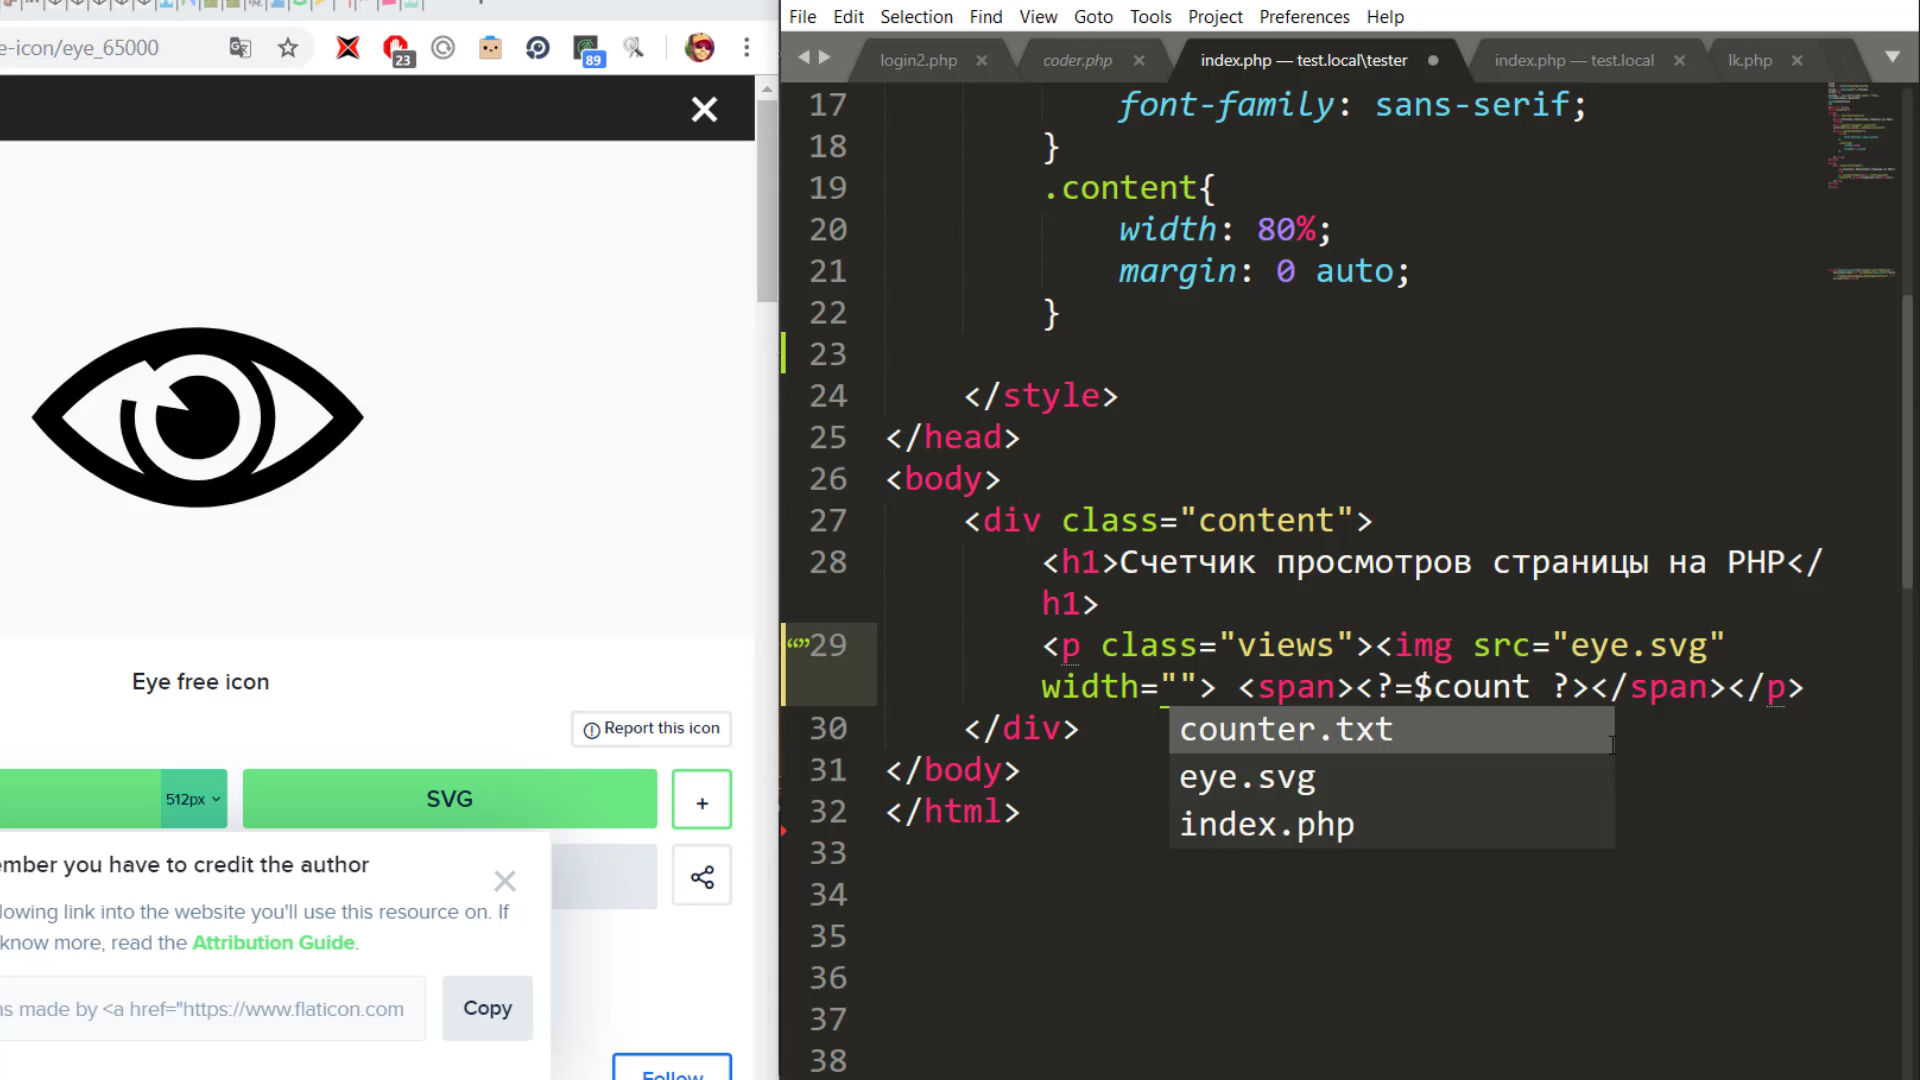 e-icon/eye_65000
23
89
Eye free icon
Report this icon
512px
SVG
+
ember you have to credit the author
lowing link into the website you'll use this resource on. If
know more, read the Attribution Guide.
ns made by <a href="https://www.flaticon.com
Copy
Follow
File Edit Selection Find View Goto Tools Project Preferences Help
login2.php
coder.php
index.php — test.local\tester
index.php — test.local
lk.php
17 font-family: sans-serif;
18 }
19 .content{
20 width: 80%;
21 margin: 0 auto;
22 }
23
24 </style>
25 </head>
26 <body>
27 <div class="content">
28 <h1>Счетчик просмотров страницы на PHP</
h1>
29 <p class="views"><img src="eye.svg"
width=""> <span><?=$count ?></span></p>
30 </div>
31 </body>
32 </html>
33
34
35
36
37
38
counter.txt
eye.svg
index.php